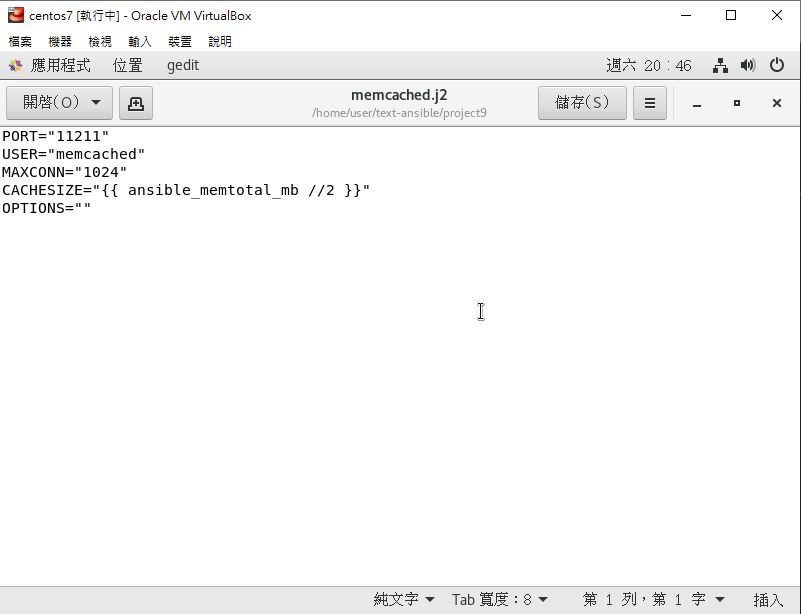 centos7 [執行中] - Oracle VM VirtualBox
檔案 機器 檢視 輸入 裝置 說明
應用程式 位置 gedit 週六 20：46
開啓(O) memcached.j2 儲存(S)
/home/user/text-ansible/project9
PORT="11211"
USER="memcached"
MAXCONN="1024"
CACHESIZE="{{ ansible_memtotal_mb //2 }}"
OPTIONS=""
純文字 Tab 寬度：8 第 1 列，第 1 字 插入